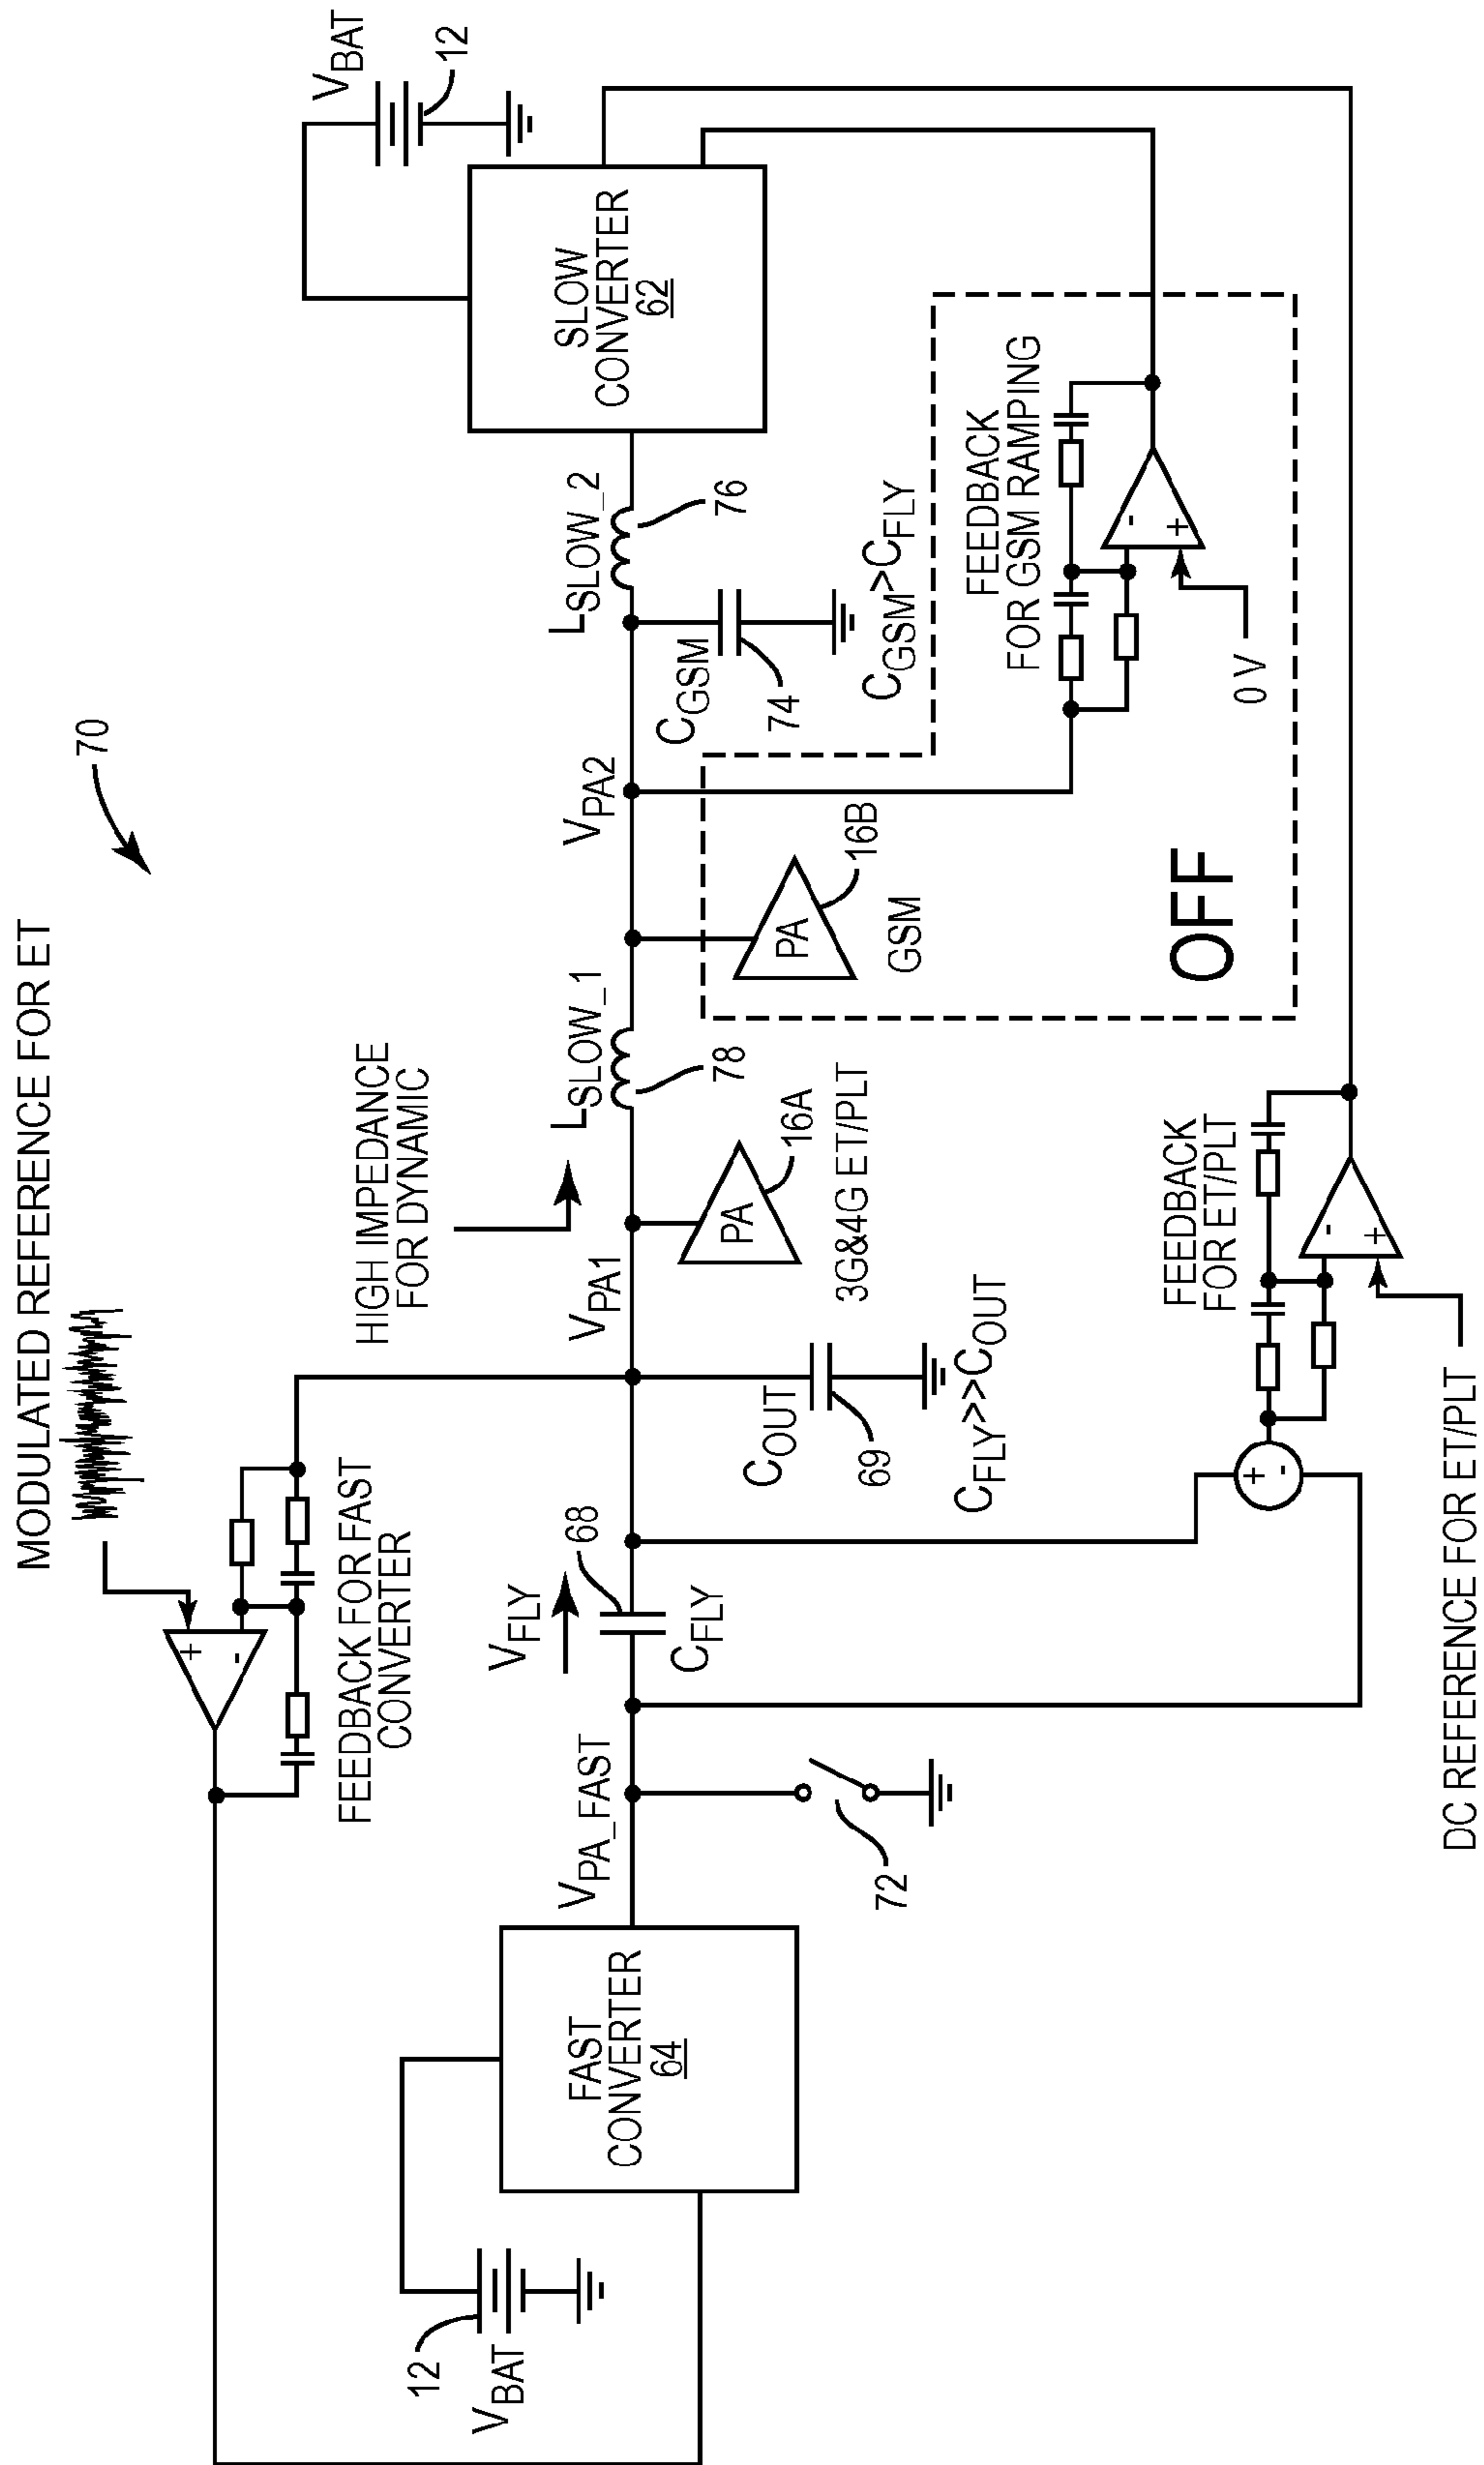 MODULATED REFERENCE FOR ET
70
FEEDBACK FOR FAST
CONVERTER
+
-
HIGH IMPEDANCE
FOR DYNAMIC
VBAT
12
VBAT
12
FAST
CONVERTER
64
VPA_FAST
72
VFLY
68
CFLY
VPA1
COUT
69
CFLY>>COUT
PA
16A
3G&4G ET/PLT
LSLOW_1
78
PA
16B
GSM
VPA2
CGSM
74
CGSM>CFLY
LSLOW_2
76
SLOW
CONVERTER
62
FEEDBACK
FOR GSM RAMPING
-
+
0 V
OFF
+
-
FEEDBACK
FOR ET/PLT
-
+
DC REFERENCE FOR ET/PLT